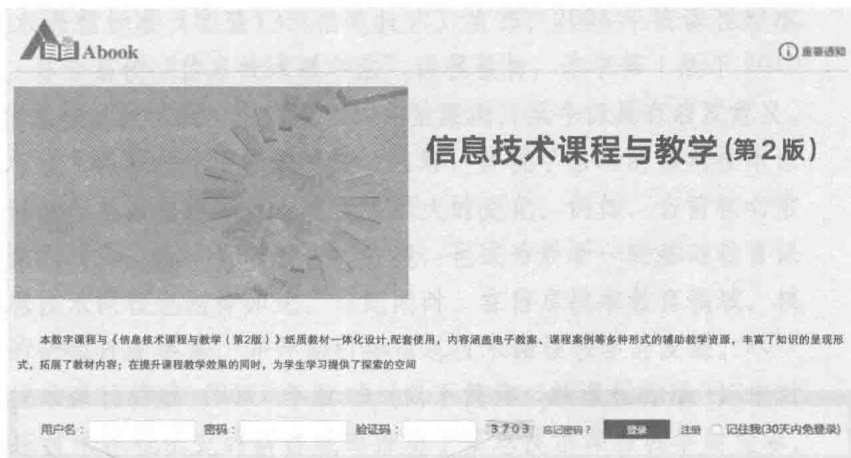 Abook
重要通知
信息技术课程与教学(第2版)
本数字课程与《信息技术课程与教学（第2版）》纸质教材一体化设计,配套使用，内容涵盖电子教案、课程案例等多种形式的辅助教学资源，丰富了知识的呈现形
式，拓展了教材内容；在提升课程教学效果的同时，为学生学习提供了探索的空间
用户名： 密码： 验证码： 3703 忘记密码？ 登录 注册 记住我(30天内免登录)